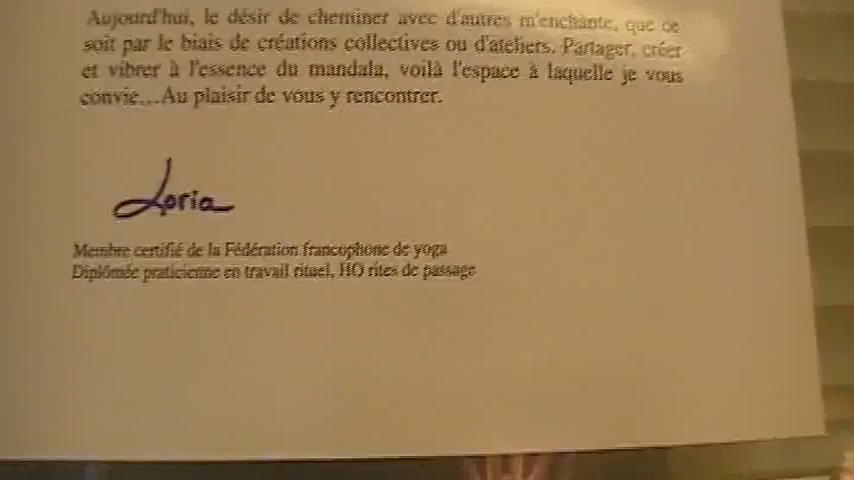 Aujourd'hui, le désir de cheminer avec d'autres m'enchante, que ce
soit par le biais de créations collectives ou d'ateliers. Partager, créer
et vibrer à l'essence du mandala, voilà l'espace à laquelle je vous
convie...Au plaisir de vous y rencontrer.
Loria
Membre certifié de la Fédération francophone de yoga
Diplômée praticienne en travail rituel, HO rites de passage